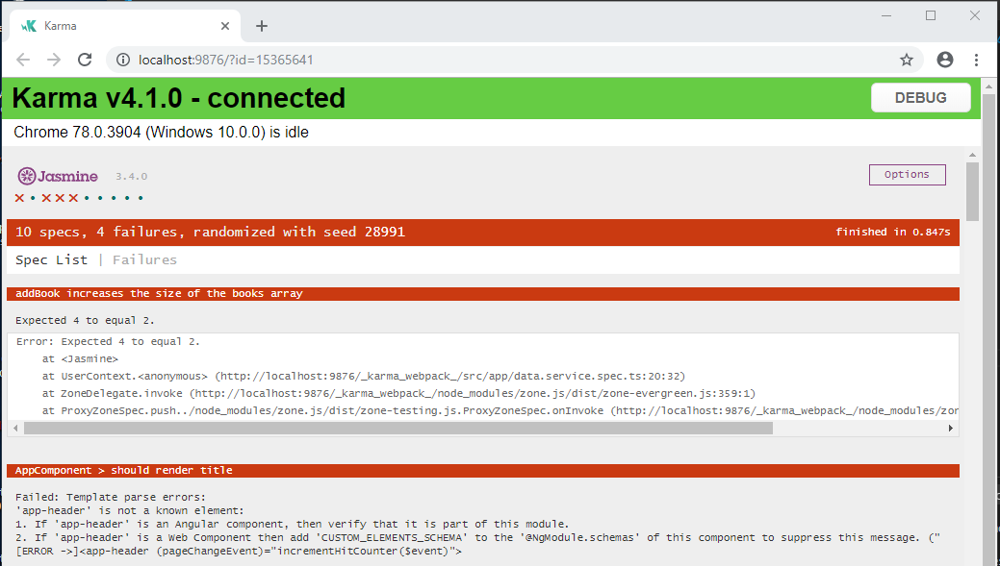 Karma
localhost:9876/?id=15365641
Karma v4.1.0 - connected
DEBUG
Chrome 78.0.3904 (Windows 10.0.0) is idle
Jasmine 3.4.0
Options
× • × × × • • • • •
10 specs, 4 failures, randomized with seed 28991
finished in 0.847s
Spec List | Failures
addBook increases the size of the books array
Expected 4 to equal 2.
Error: Expected 4 to equal 2.
at <Jasmine>
at UserContext.<anonymous> (http://localhost:9876/_karma_webpack_/src/app/data.service.spec.ts:20:32)
at ZoneDelegate.invoke (http://localhost:9876/_karma_webpack_/node_modules/zone.js/dist/zone-evergreen.js:359:1)
at ProxyZoneSpec.push../node_modules/zone.js/dist/zone-testing.js.ProxyZoneSpec.onInvoke (http://localhost:9876/_karma_webpack_/node_modules/zon
AppComponent > should render title
Failed: Template parse errors:
'app-header' is not a known element:
1. If 'app-header' is an Angular component, then verify that it is part of this module.
2. If 'app-header' is a Web Component then add 'CUSTOM_ELEMENTS_SCHEMA' to the '@NgModule.schemas' of this component to suppress this message. ("
[ERROR ->]<app-header (pageChangeEvent)="incrementHitCounter($event)">